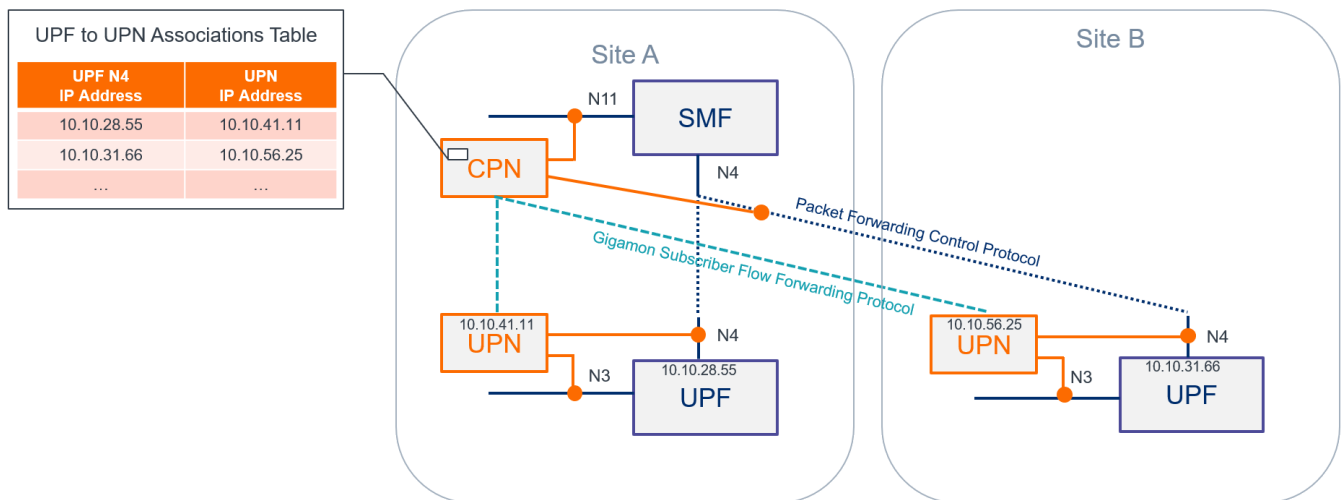 UPF to UPN Associations Table
UPF N4
IP Address
UPN
IP Address
10.10.28.55
10.10.41.11
10.10.31.66
10.10.56.25
…
…
Site A
Site B
N11
SMF
CPN
N4
Packet Forwarding Control Protocol
Gigamon Subscriber Flow Forwarding Protocol
10.10.41.11
UPN
N4
10.10.28.55
N3
UPF
10.10.56.25
UPN
N4
10.10.31.66
N3
UPF